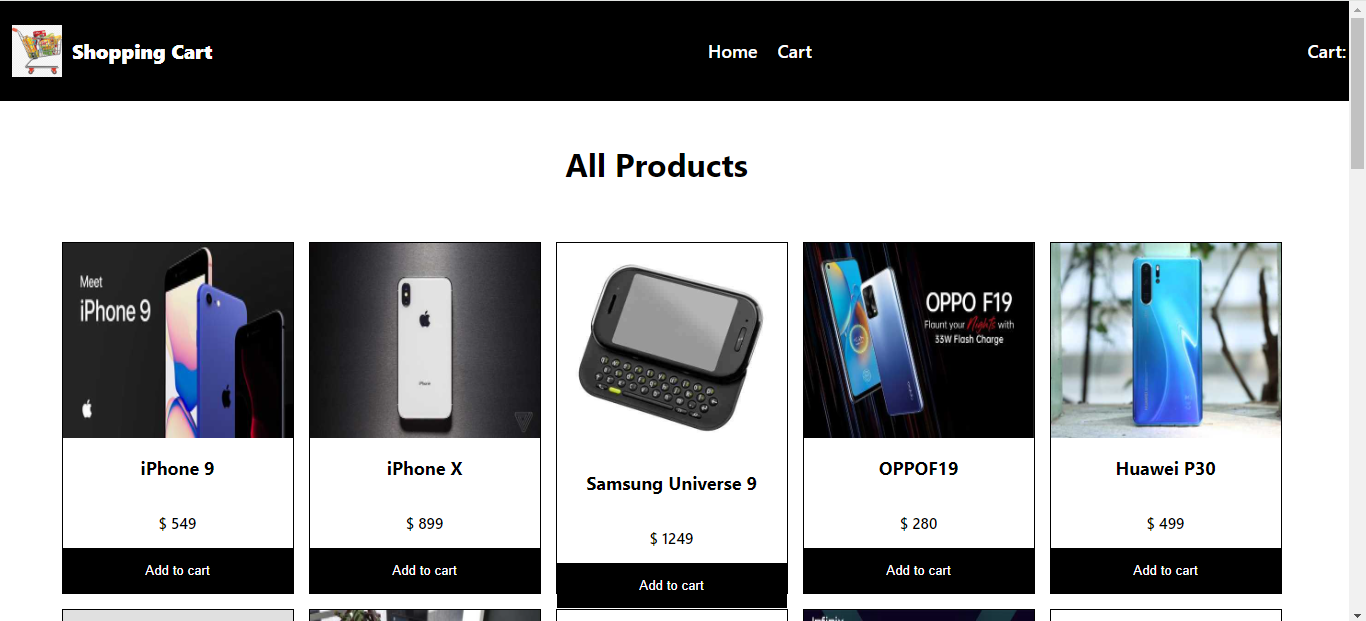 Shopping Cart
Home
Cart
Cart:
All Products
Meet
iPhone 9
OPPO F19
Flaunt your Nights with
33W Flash Charge
iPhone 9
iPhone X
Samsung Universe 9
OPPOF19
Huawei P30
$ 549
$ 899
$ 1249
$ 280
$ 499
Add to cart
Add to cart
Add to cart
Add to cart
Add to cart